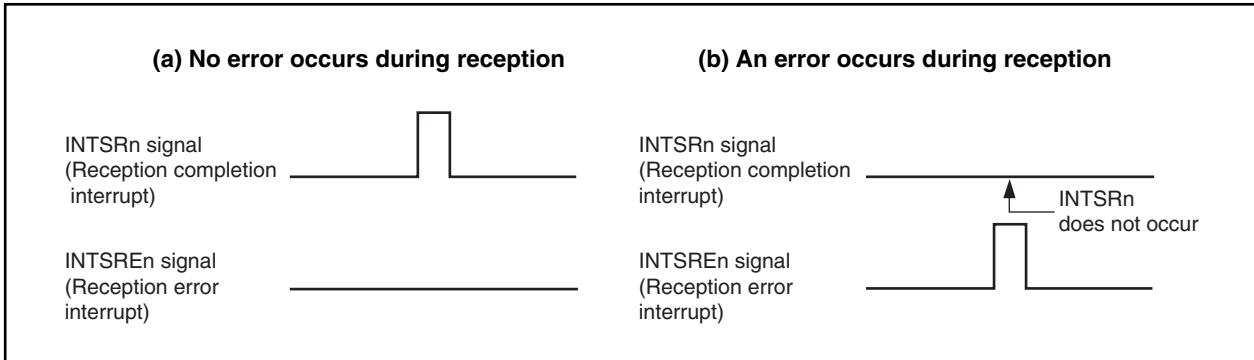 (a) No error occurs during reception
INTSRn signal
(Reception completion
interrupt)
INTSREn signal
(Reception error
interrupt)
(b) An error occurs during reception
INTSRn signal
(Reception completion
interrupt)
INTSRn
does not occur
INTSREn signal
(Reception error
interrupt)